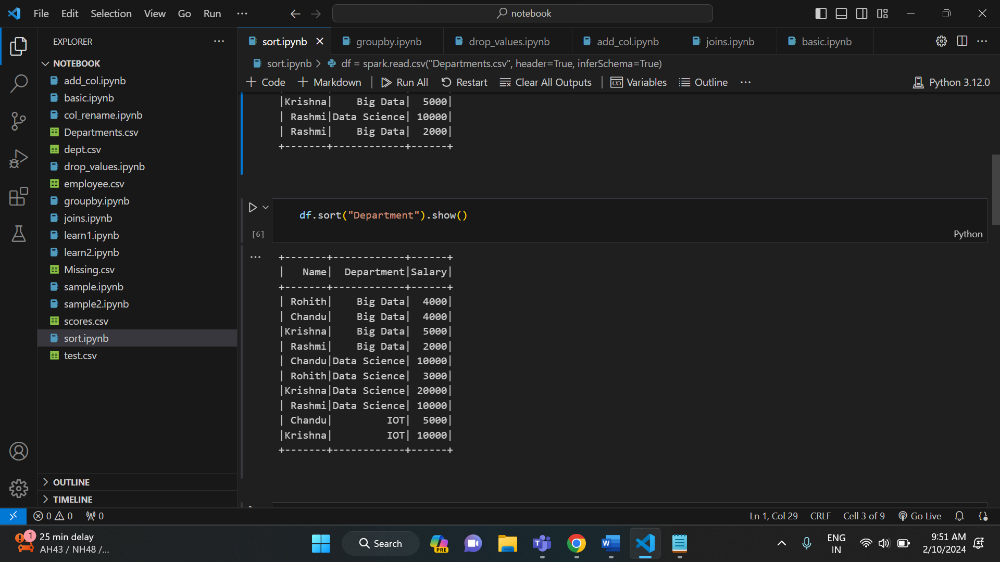 File Edit Selection View Go Run ··· notebook
EXPLORER ···
NOTEBOOK
add_col.ipynb
basic.ipynb
col_rename.ipynb
Departments.csv
dept.csv
drop_values.ipynb
employee.csv
groupby.ipynb
joins.ipynb
learn1.ipynb
learn2.ipynb
Missing.csv
sample.ipynb
sample2.ipynb
scores.csv
sort.ipynb
test.csv
OUTLINE
TIMELINE
sort.ipynb groupby.ipynb drop_values.ipynb add_col.ipynb joins.ipynb basic.ipynb ···
sort.ipynb > df = spark.read.csv("Departments.csv", header=True, inferSchema=True)
+ Code + Markdown | Run All Restart Clear All Outputs | Variables Outline ··· Python 3.12.0
|Krishna|    Big Data|  5000|
| Rashmi|Data Science| 10000|
| Rashmi|    Big Data|  2000|
+-------+------------+------+
df.sort("Department").show()
[6] Python
+-------+------------+------+
|   Name|  Department|Salary|
+-------+------------+------+
| Rohith|    Big Data|  4000|
| Chandu|    Big Data|  4000|
|Krishna|    Big Data|  5000|
| Rashmi|    Big Data|  2000|
| Chandu|Data Science| 10000|
| Rohith|Data Science|  3000|
|Krishna|Data Science| 20000|
| Rashmi|Data Science| 10000|
| Chandu|         IOT|  5000|
|Krishna|         IOT| 10000|
+-------+------------+------+
0 0 0 Ln 1, Col 29 CRLF Cell 3 of 9 Go Live
1 25 min delay
AH43 / NH48 /...
Search
PRE
ENG
IN
9:51 AM
2/10/2024